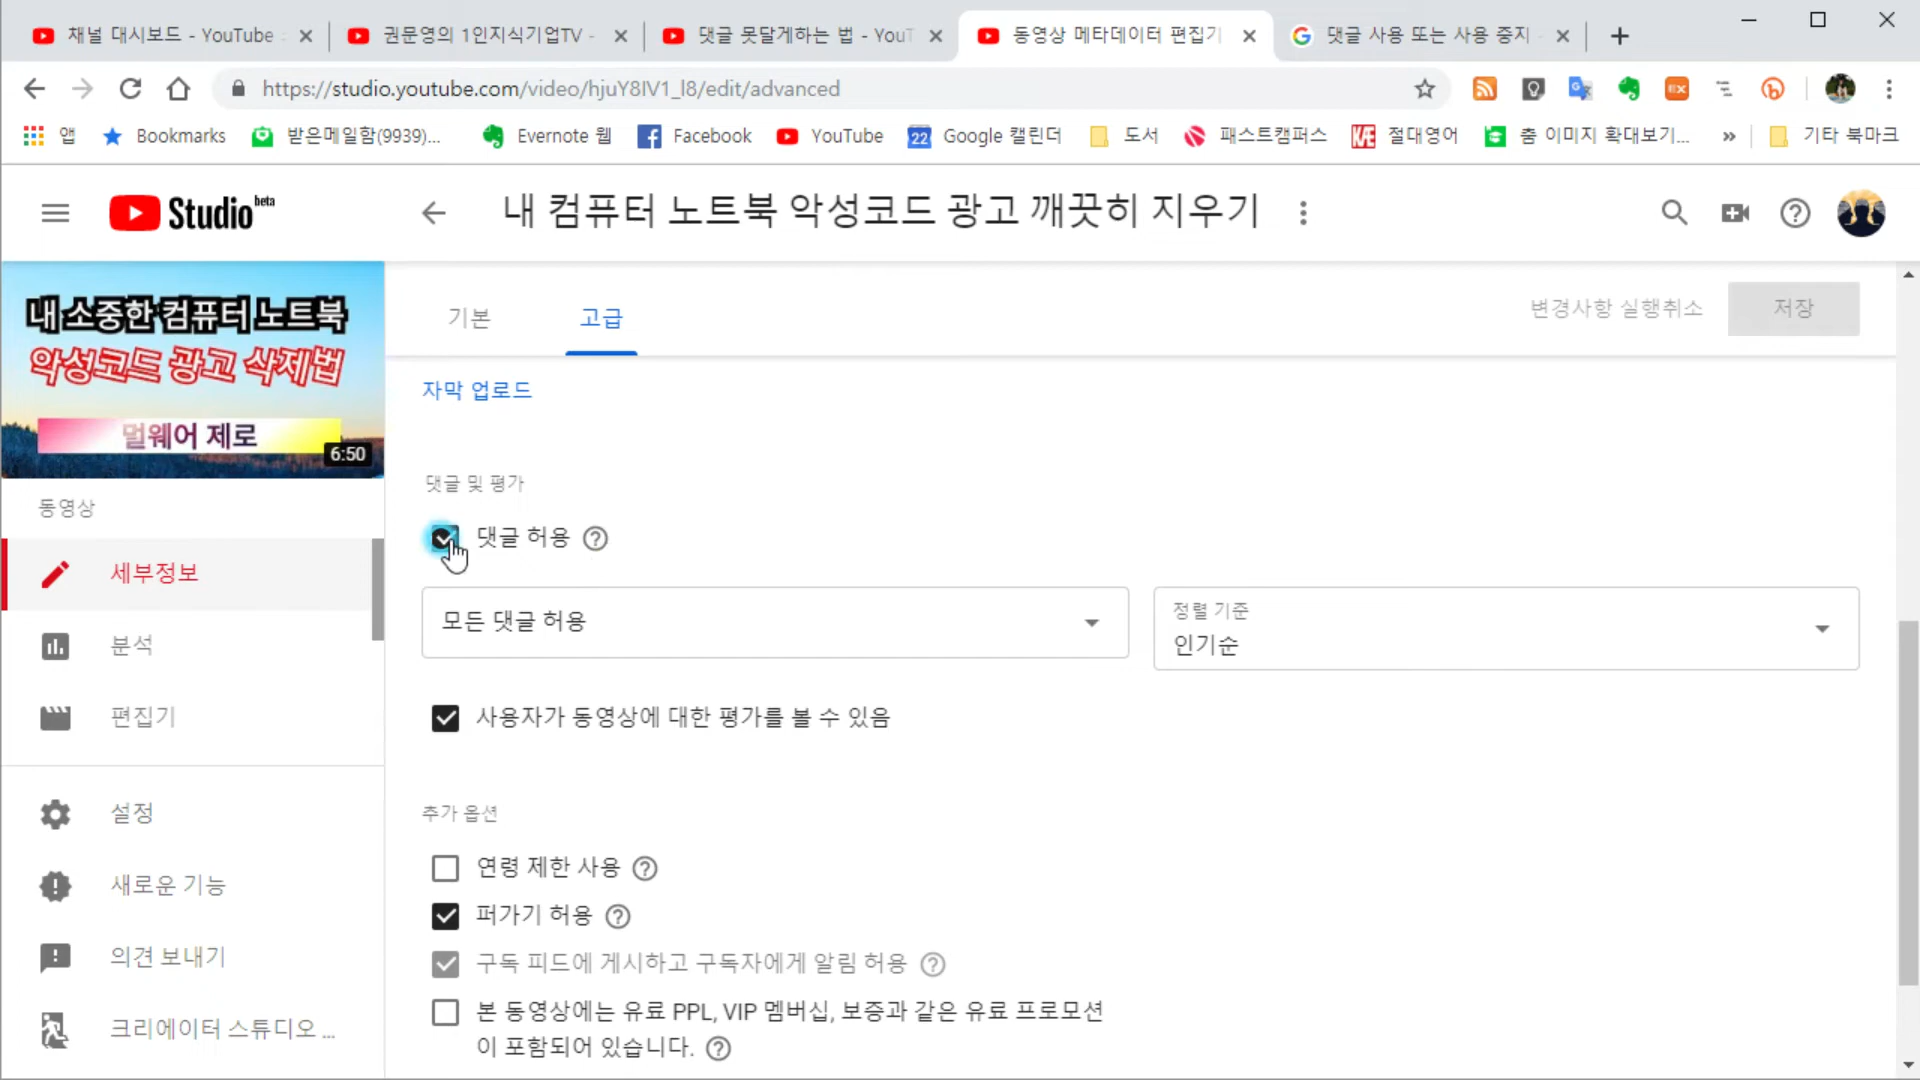 채널 대시보드 - YouTube
권문영의 1인지식기업TV -
댓글 못달게하는 법 - YouT
동영상 메타데이터 편집기
댓글 사용 또는 사용 중지 -
https://studio.youtube.com/video/hjuY8lV1_l8/edit/advanced
앱
Bookmarks
받은메일함(9939)...
Evernote 웹
Facebook
YouTube
22
Google 캘린더
도서
패스트캠퍼스
절대영어
춤 이미지 확대보기...
»
기타 북마크
Studio beta
내 컴퓨터 노트북 악성코드 광고 깨끗히 지우기
내 소중한 컴퓨터 노트북
악성코드 광고 삭제법
멀웨어 제로
6:50
동영상
세부정보
분석
편집기
설정
새로운 기능
의견 보내기
크리에이터 스튜디오 ...
기본
고급
변경사항 실행취소
저장
자막 업로드
댓글 및 평가
댓글 허용
모든 댓글 허용
정렬 기준
인기순
사용자가 동영상에 대한 평가를 볼 수 있음
추가 옵션
연령 제한 사용
퍼가기 허용
구독 피드에 게시하고 구독자에게 알림 허용
본 동영상에는 유료 PPL, VIP 멤버십, 보증과 같은 유료 프로모션
이 포함되어 있습니다.